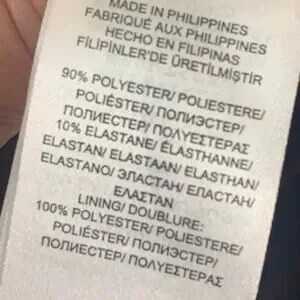 MADE IN PHILIPPINES
FABRIQUÉ AUX PHILIPPINES
HECHO EN FILIPINAS
FİLİPİNLER'DE ÜRETİLMİŞTİR
90% POLYESTER/ POLIESTERE/
POLIÉSTER/ ПОЛИЭСТЕР/
ПОЛИЕСТЕР/ ΠΟΛΥΕΣΤΕΡΑΣ
10% ELASTANE/ ÉLASTHANNE/
ELASTAN/ ELASTAAN/ ELASTHAN/
ELASTANO/ ЭЛАСТАН/ ЕЛАСТАН/
ΕΛΑΣΤΑΝ
LINING/ DOUBLURE:
100% POLYESTER/ POLIESTERE/
POLIÉSTER/ ПОЛИЭСТЕР/
ПОЛИЕСТЕР/ ΠΟΛΥΕΣΤΕΡΑΣ